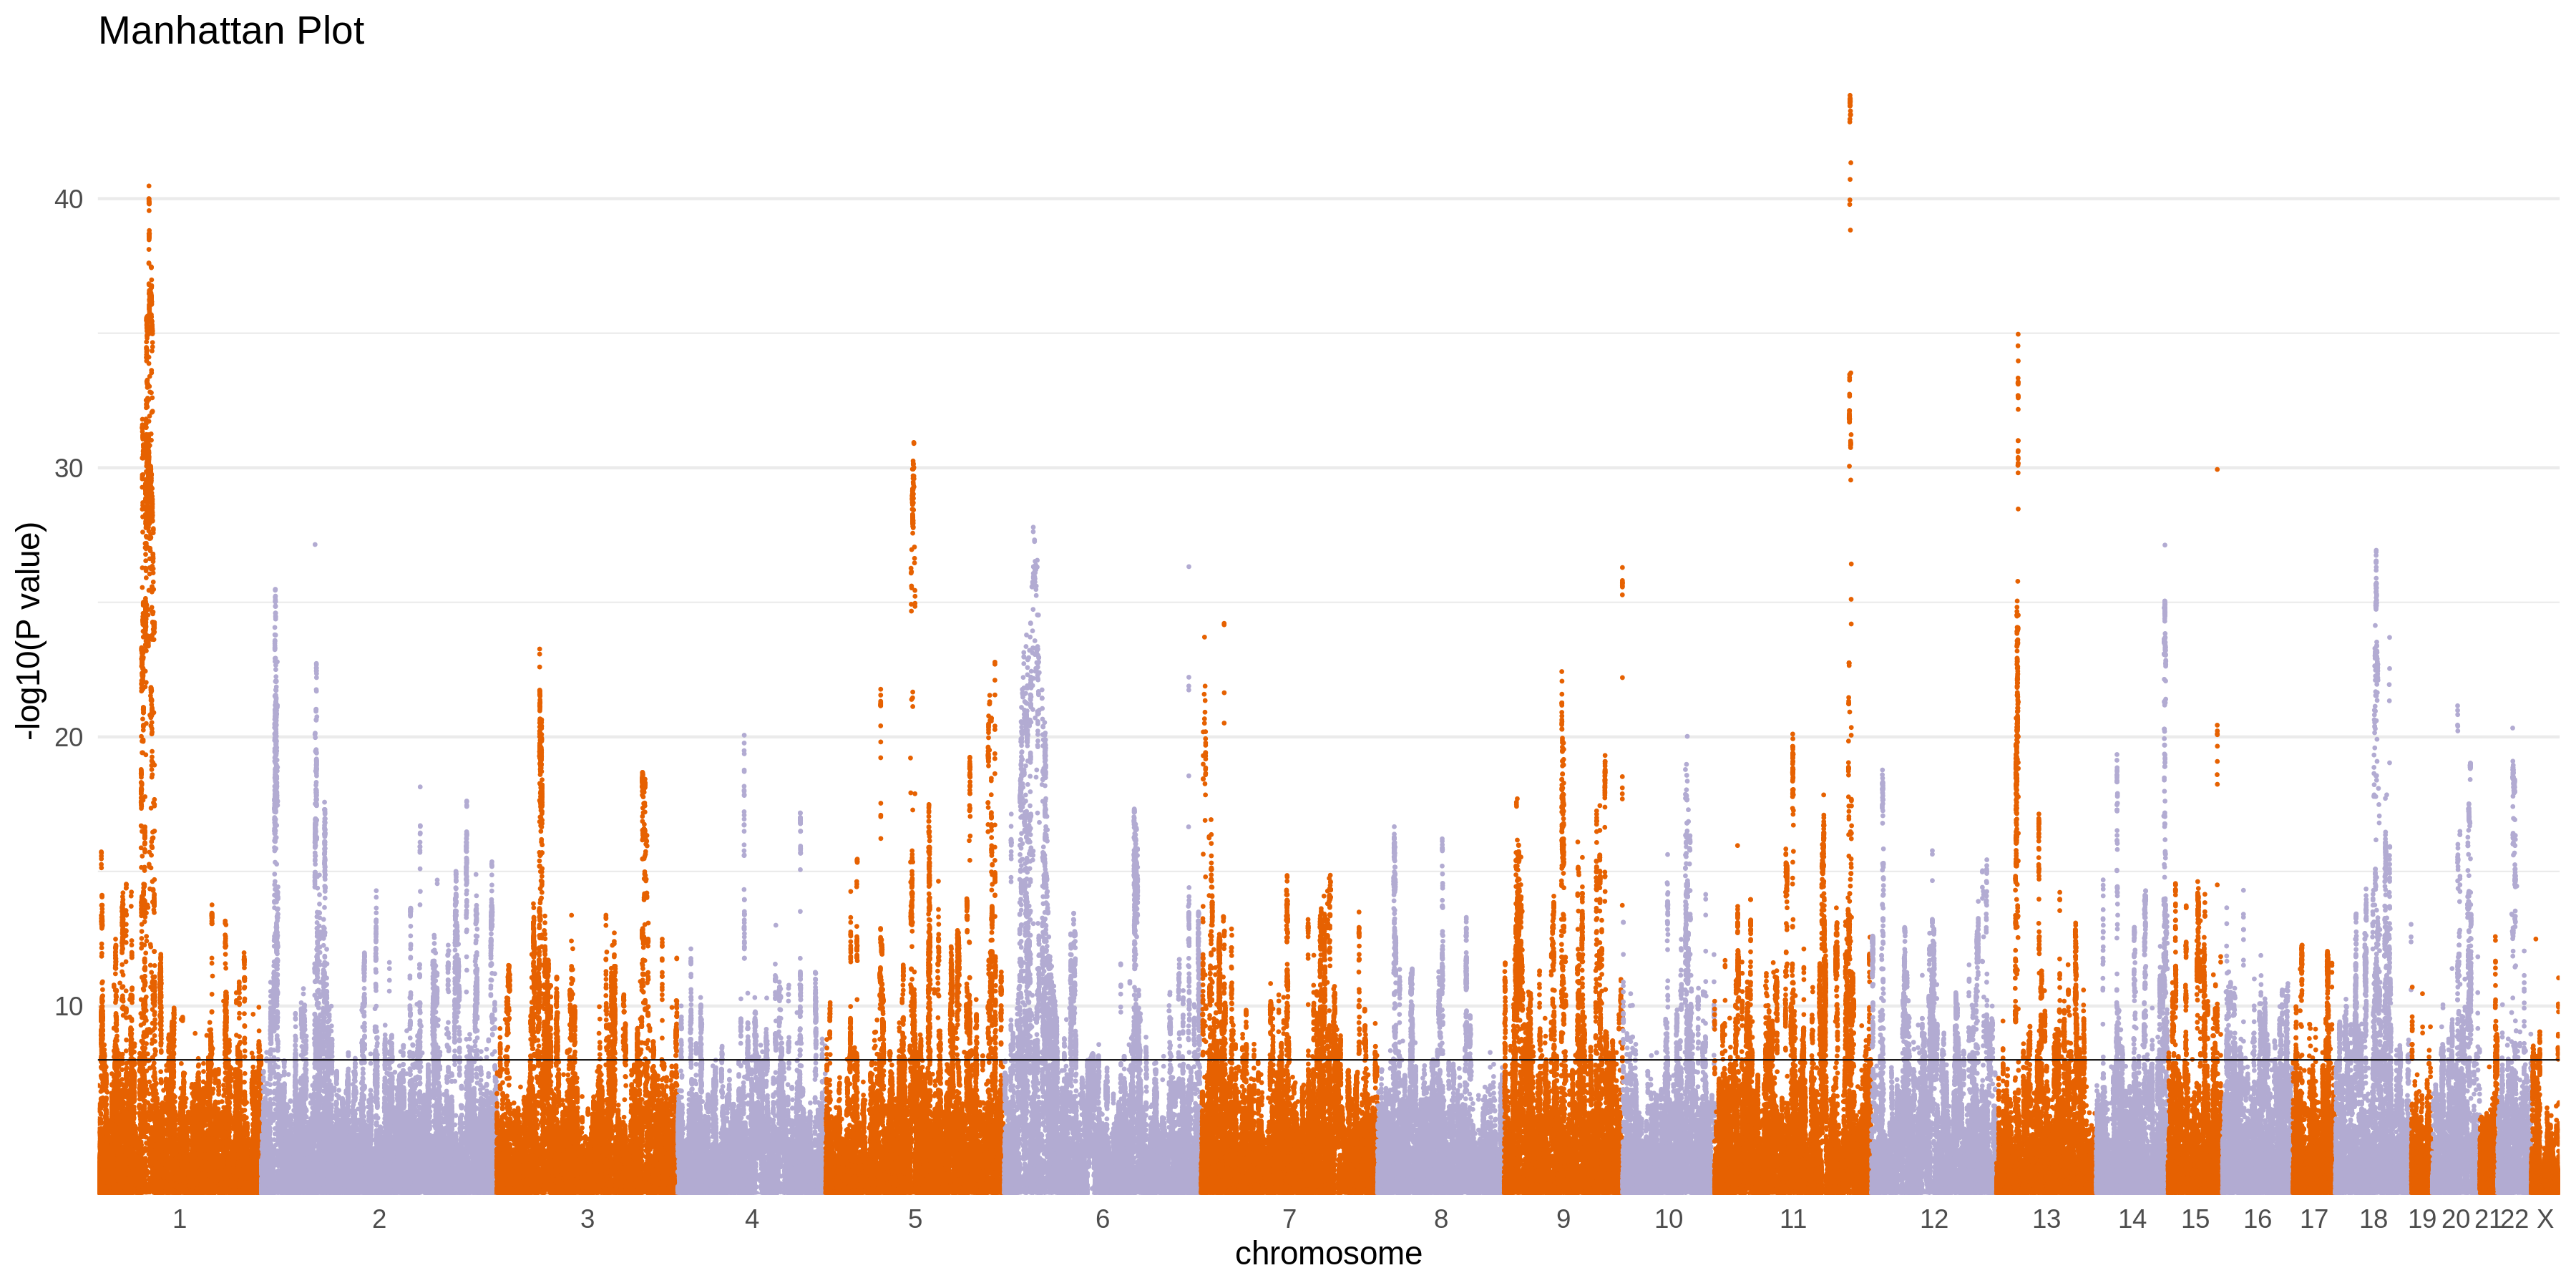 Manhattan Plot
40
30
20
10
-log10(P value)
1 2 3 4 5 6 7 8 9 10 11 12 13 14 15 16 17 18 19 20 21 22 X
chromosome